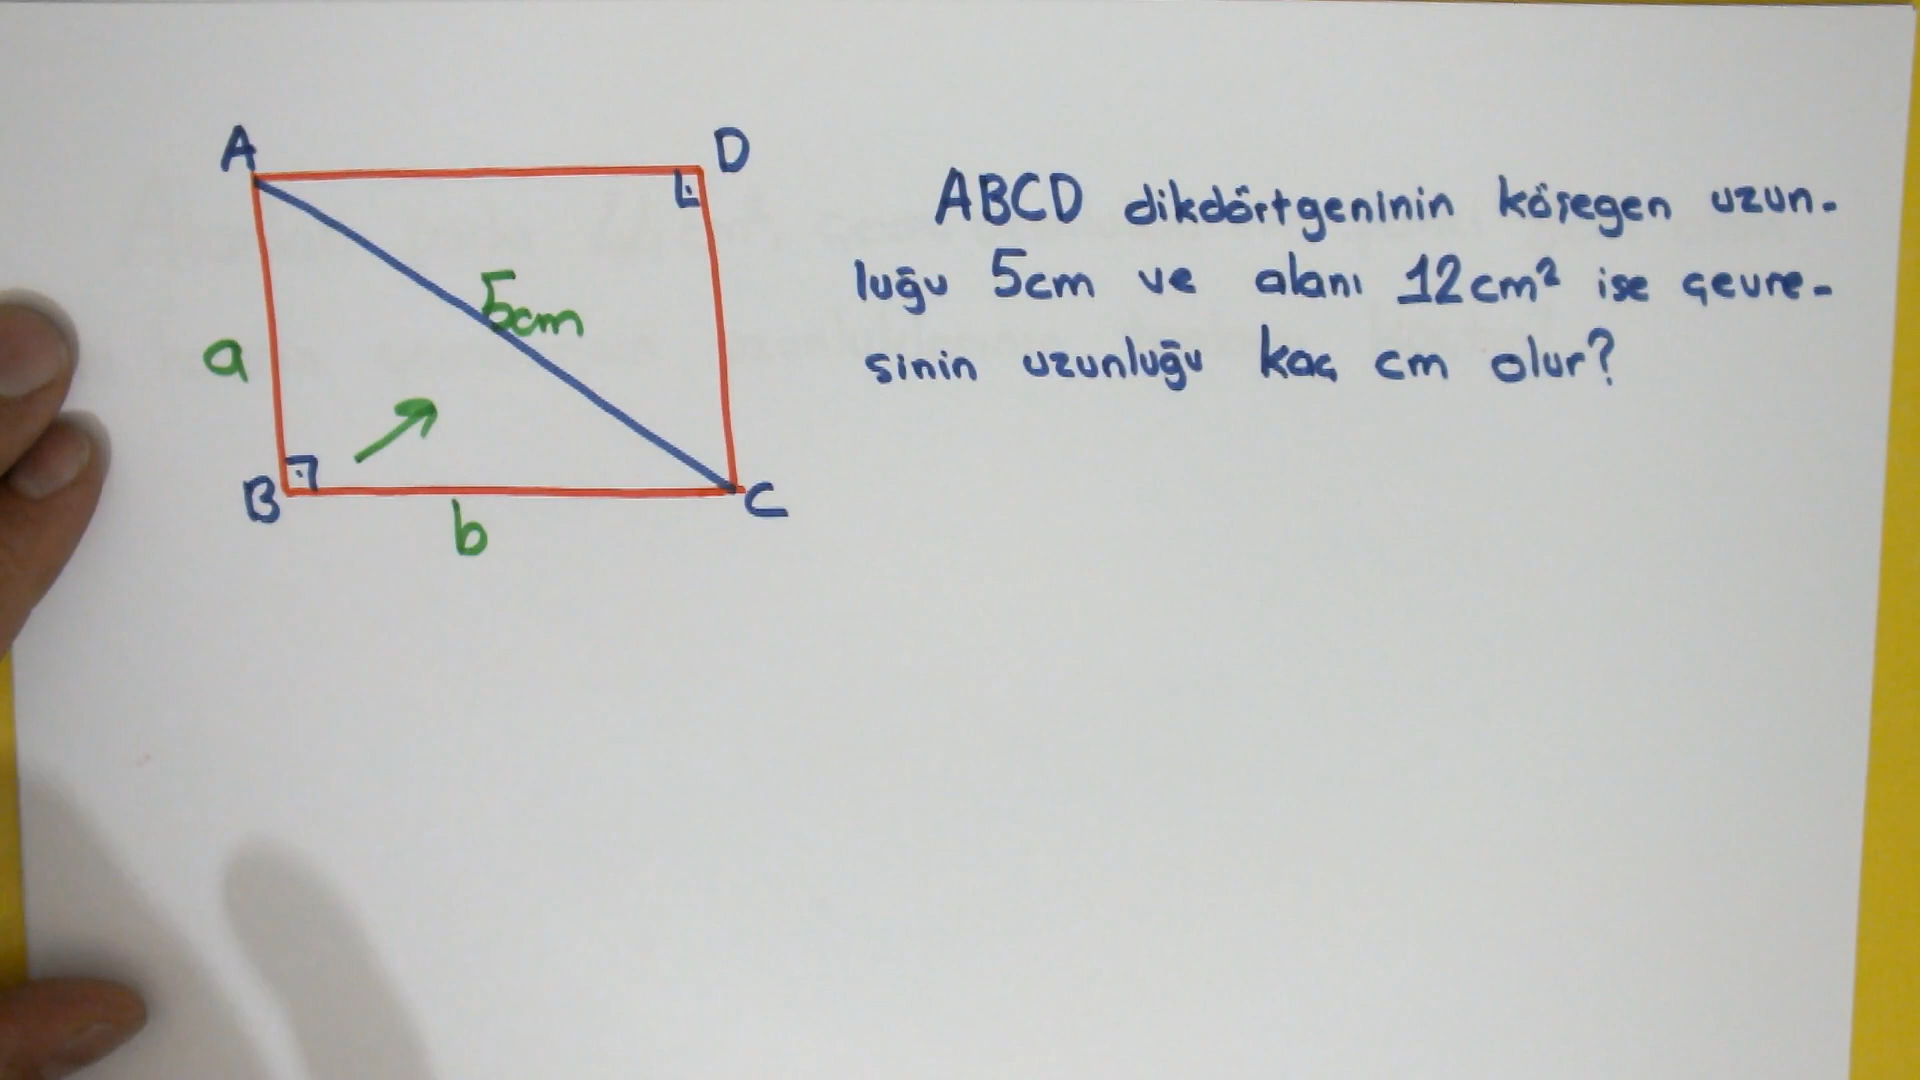 A
D
ABCD dikdörtgeninin köşegen uzun-
luğu 5cm ve alanı 12cm² ise çevre-
sinin uzunluğu kaç cm olur?
5cm
a
B
C
b